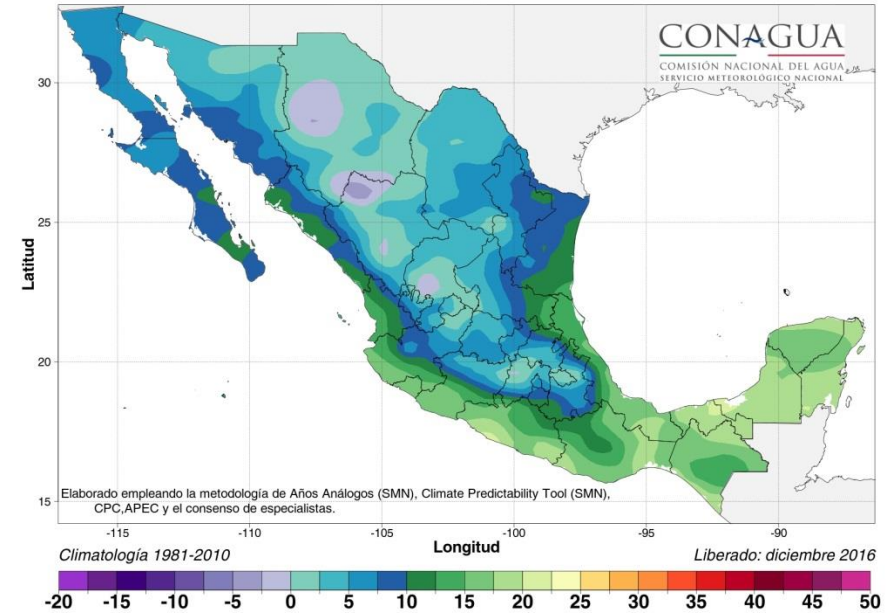 CONAGUA
COMISIÓN NACIONAL DEL AGUA
SERVICIO METEOROLÓGICO NACIONAL
30
25
20
15
Latitud
Elaborado empleando la metodología de Años Análogos (SMN), Climate Predictability Tool (SMN),
CPC,APEC y el consenso de especialistas.
-115 -110 -105 -100 -95 -90
Longitud
Climatología 1981-2010 Liberado: diciembre 2016
-20 -15 -10 -5 0 5 10 15 20 25 30 35 40 45 50